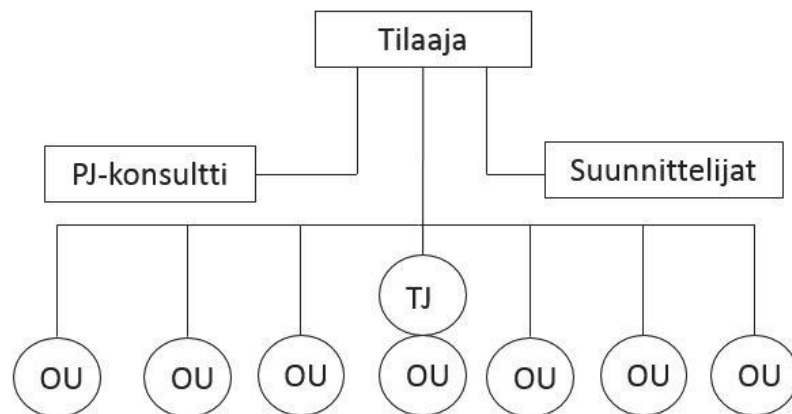 Tilaaja
PJ-konsultti
Suunnittelijat
TJ
OU OU OU OU OU OU OU